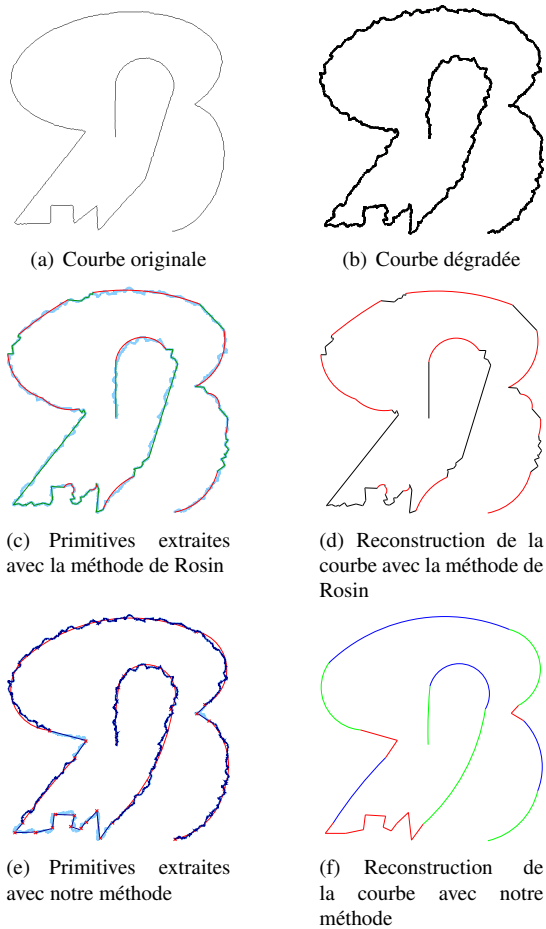 (a) Courbe originale
(b) Courbe dégradée
(c) Primitives extraites
avec la méthode de Rosin
(d) Reconstruction de la
courbe avec la méthode de
Rosin
(e) Primitives extraites
avec notre méthode
(f) Reconstruction de
la courbe avec notre
méthode